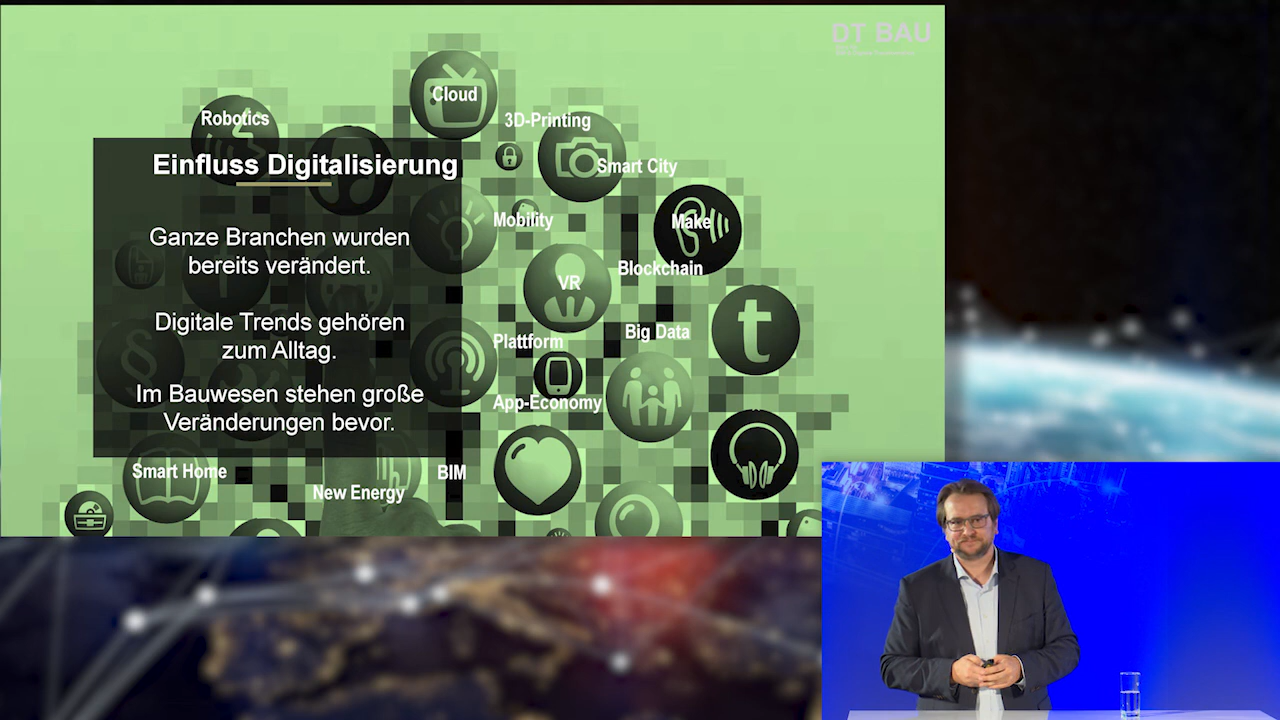 DT BAU
Cloud
Robotics
3D-Printing
Einfluss Digitalisierung
Smart City
Mobility
Make
Ganze Branchen wurden
bereits verändert.
Blockchain
VR
Digitale Trends gehören
zum Alltag.
Big Data
Plattform
Im Bauwesen stehen große
Veränderungen bevor.
App-Economy
Smart Home
BIM
New Energy
t
§